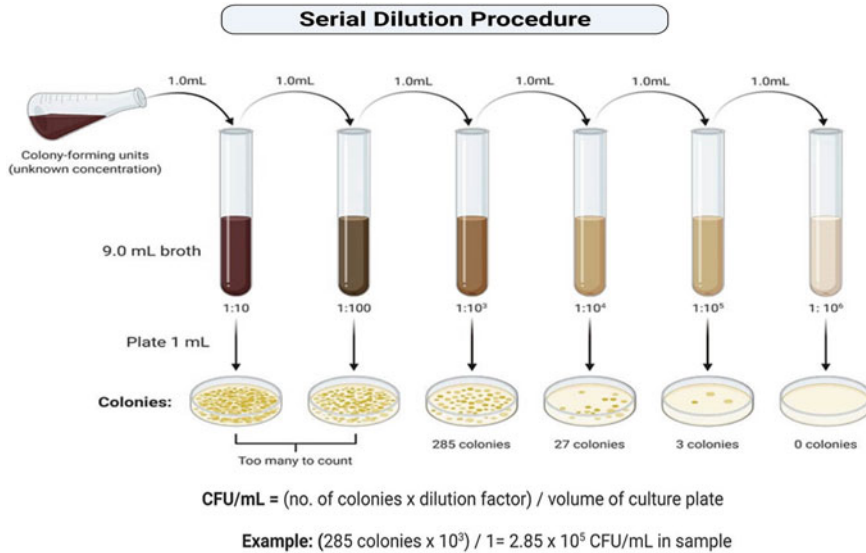 Serial Dilution Procedure
1.0mL 1.0mL 1.0mL 1.0mL 1.0mL 1.0mL
Colony-forming units
(unknown concentration)
9.0 mL broth
1:10 1:100 1:10³ 1:10⁴ 1:10⁵ 1: 10⁶
Plate 1 mL
Colonies:
285 colonies 27 colonies 3 colonies 0 colonies
Too many to count
CFU/mL = (no. of colonies x dilution factor) / volume of culture plate
Example: (285 colonies x 10³) / 1= 2.85 x 10⁵ CFU/mL in sample